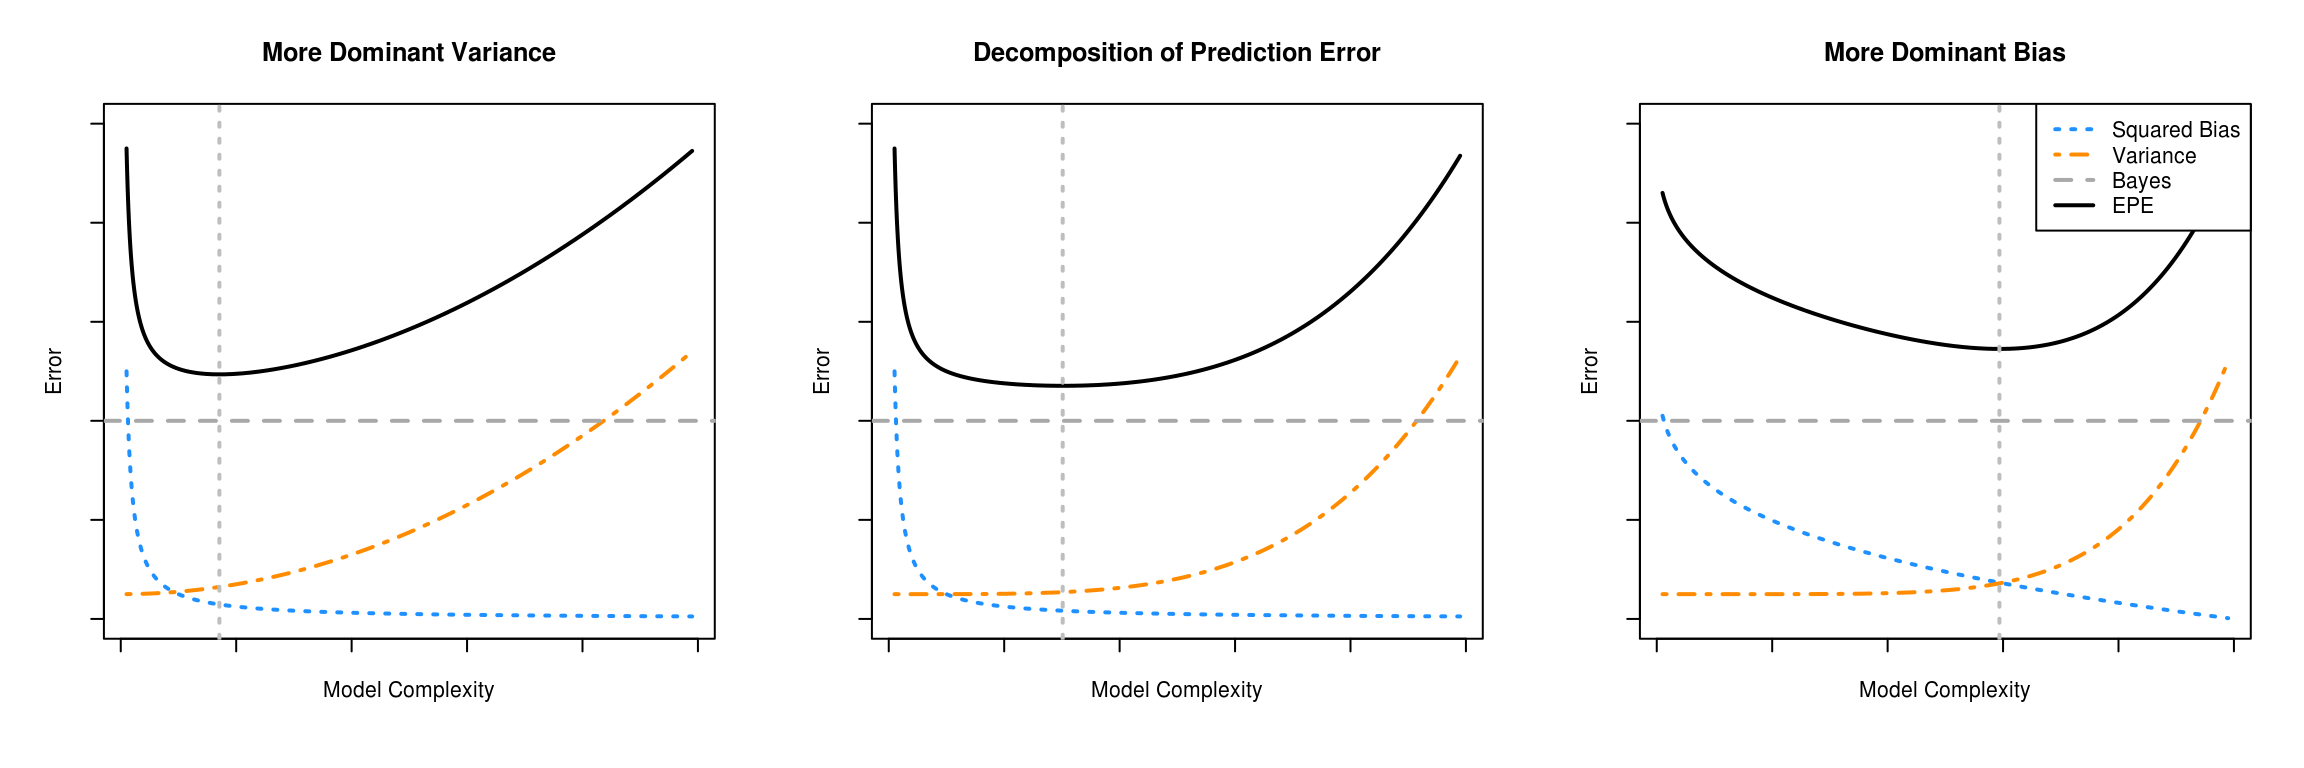 More Dominant Variance
Decomposition of Prediction Error
More Dominant Bias
Error
Error
Error
Squared Bias
Variance
Bayes
EPE
Model Complexity
Model Complexity
Model Complexity